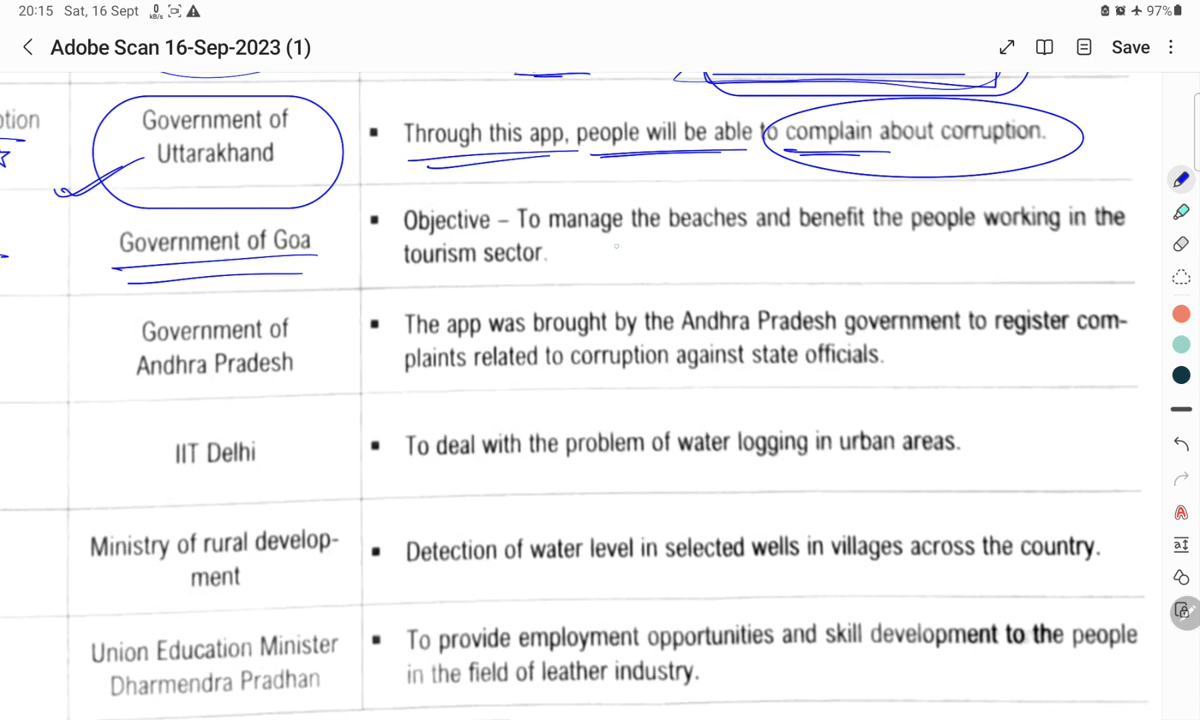 20:15 Sat, 16 Sept 0 kB/s 97%
Adobe Scan 16-Sep-2023 (1) Save
ption
Government of
Uttarakhand
▪ Through this app, people will be able to complain about corruption.
Government of Goa
▪ Objective – To manage the beaches and benefit the people working in the
tourism sector.
Government of
Andhra Pradesh
▪ The app was brought by the Andhra Pradesh government to register com-
plaints related to corruption against state officials.
IIT Delhi
▪ To deal with the problem of water logging in urban areas.
Ministry of rural develop-
ment
▪ Detection of water level in selected wells in villages across the country.
Union Education Minister
Dharmendra Pradhan
▪ To provide employment opportunities and skill development to the people
in the field of leather industry.